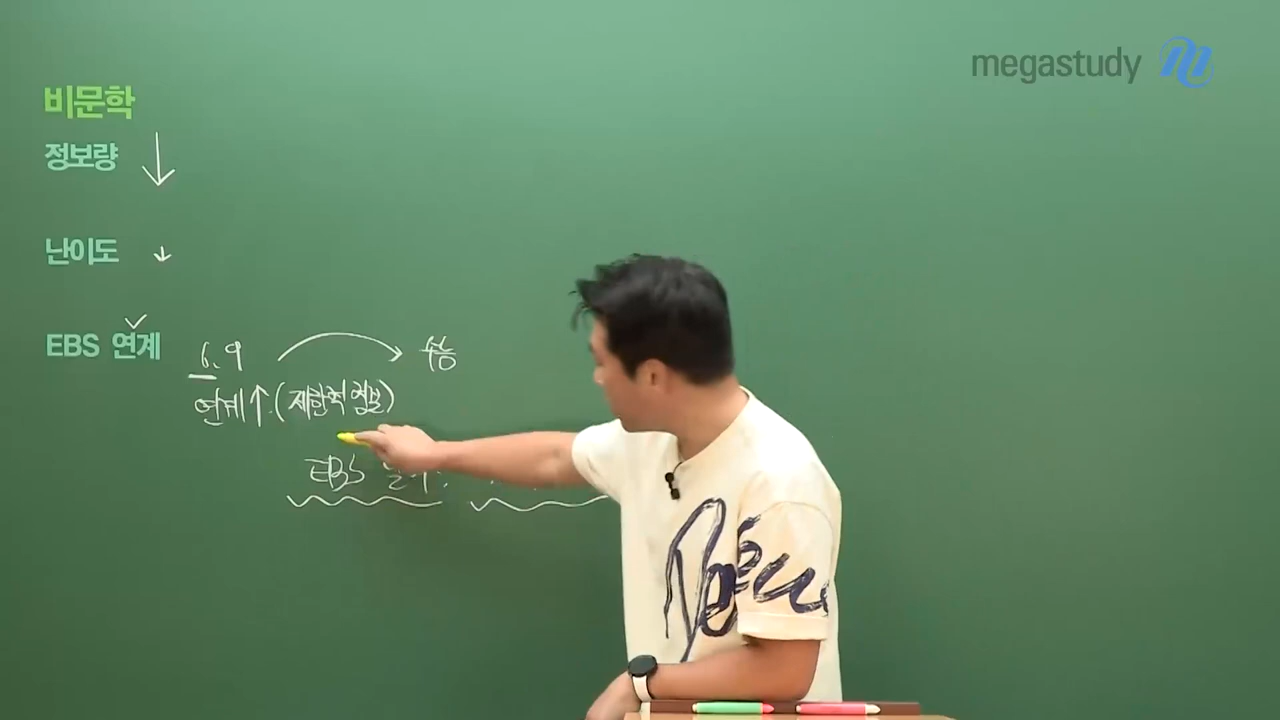 megastudy
비문학
정보량 ↓
난이도 ↓
EBS 연계
6.9 수능
연계↑(제한적 정보)
EBS